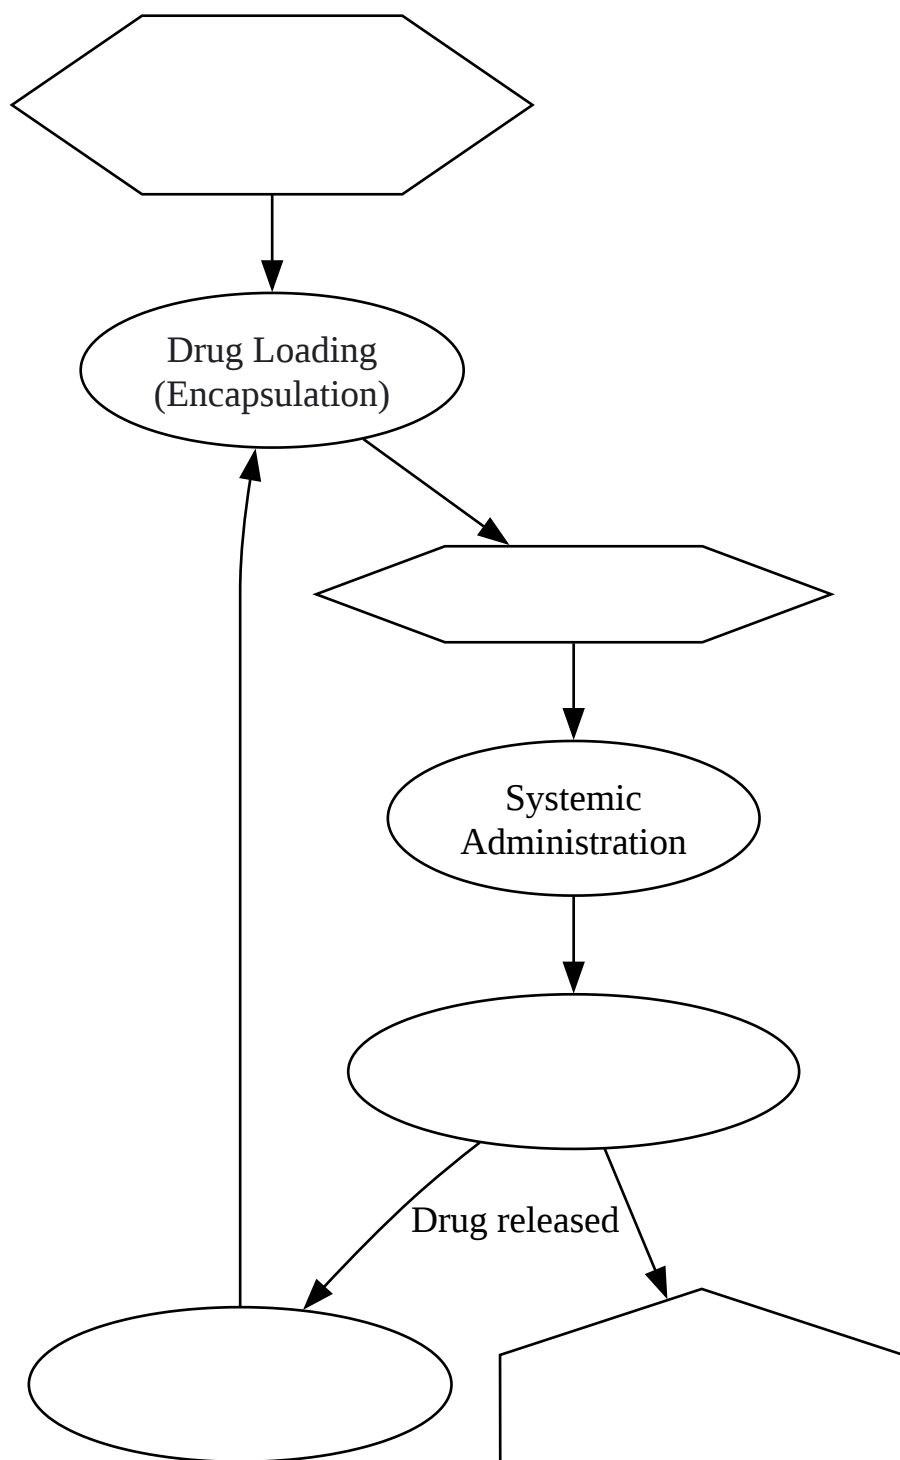 Drug Loading
(Encapsulation)
Systemic
Administration
Drug released